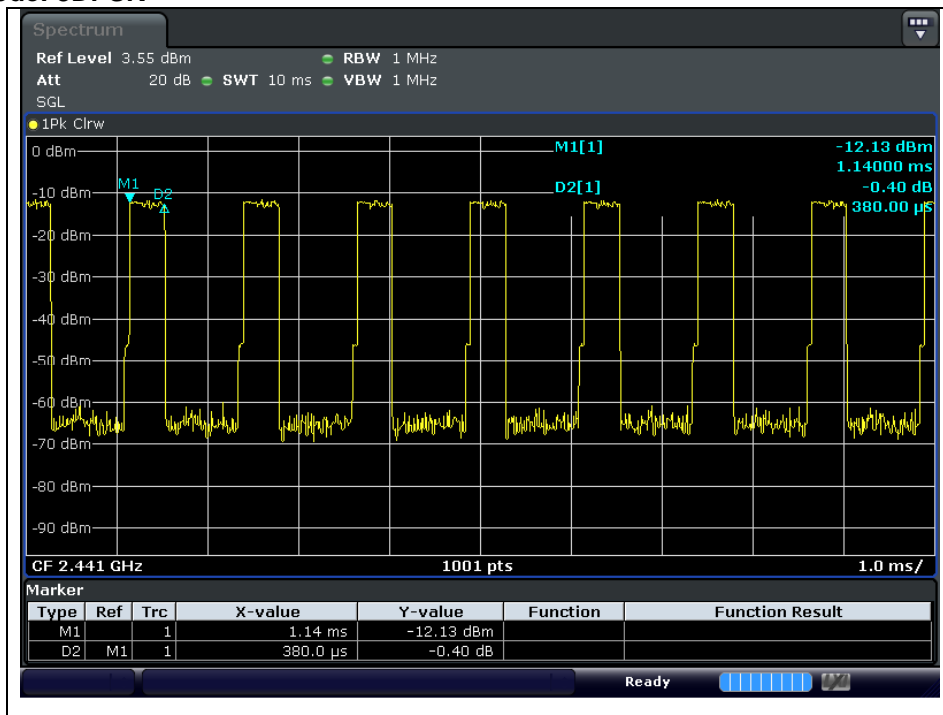 Spectrum
Ref Level 3.55 dBm RBW 1 MHz
Att 20 dB SWT 10 ms VBW 1 MHz
SGL
1Pk Clrw
M1[1] -12.13 dBm
1.14000 ms
D2[1] -0.40 dB
380.00 µs
M1
D2
0 dBm
-10 dBm
-20 dBm
-30 dBm
-40 dBm
-50 dBm
-60 dBm
-70 dBm
-80 dBm
-90 dBm
CF 2.441 GHz 1001 pts 1.0 ms/
Marker
Type Ref Trc X-value Y-value Function Function Result
M1 1 1.14 ms -12.13 dBm
D2 M1 1 380.0 µs -0.40 dB
Ready